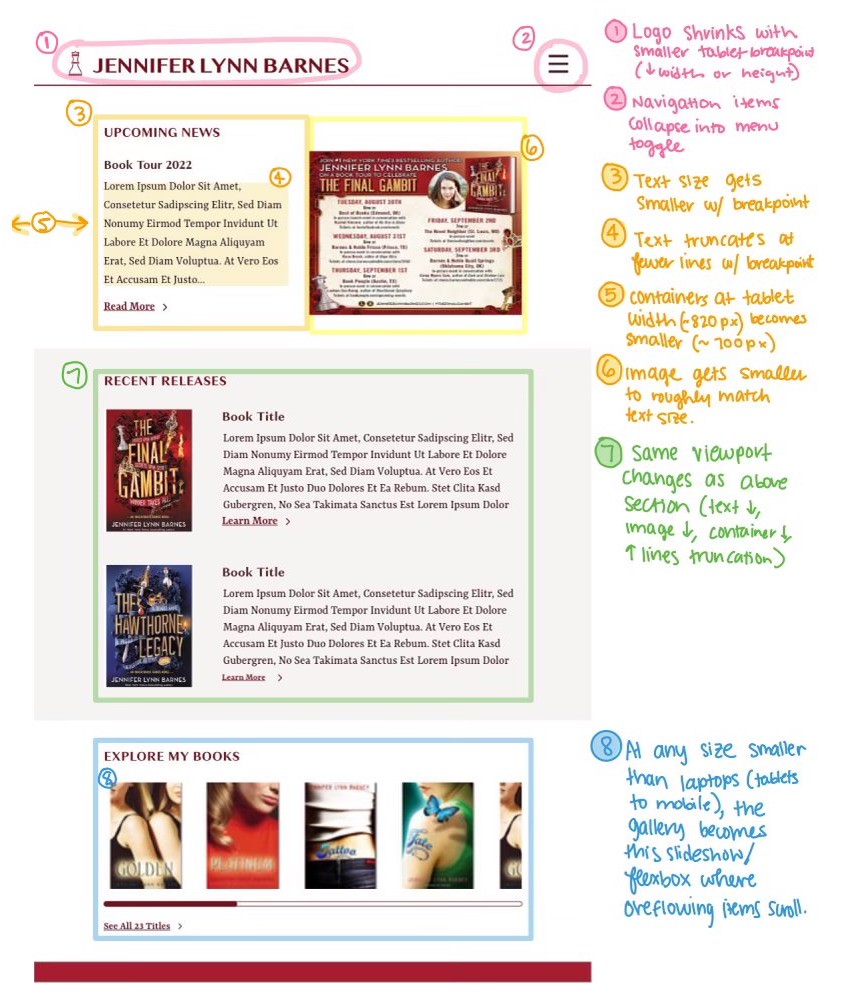 1
JENNIFER LYNN BARNES
2
1 Logo shrinks with
smaller tablet breakpoint
(↓ width or height)
2 Navigation items
collapse into menu
toggle
3
UPCOMING NEWS
Book Tour 2022
4
Lorem Ipsum Dolor Sit Amet,
Consetetur Sadipscing Elitr, Sed Diam
Nonumy Eirmod Tempor Invidunt Ut
Labore Et Dolore Magna Aliquyam
Erat, Sed Diam Voluptua. At Vero Eos
Et Accusam Et Justo...
Read More >
5
6
JOIN #1 NEW YORK TIMES BESTSELLING AUTHOR
JENNIFER LYNN BARNES
ON A BOOK TOUR TO CELEBRATE
THE FINAL GAMBIT
TUESDAY, AUGUST 30TH
Best of Books (Edmond, OK)
WEDNESDAY, AUGUST 31ST
Barnes & Noble Frisco (Frisco, TX)
THURSDAY, SEPTEMBER 1ST
Book People (Austin, TX)
THE
FINAL
GAMBIT
FRIDAY, SEPTEMBER 2ND
The Novel Neighbor (St. Louis, MO)
SATURDAY, SEPTEMBER 3RD
Barnes & Noble Quail Springs
(Oklahoma City, OK)
3 Text size gets
smaller w/ breakpoint
4 Text truncates at
fewer lines w/ breakpoint
5 containers at tablet
width (~820 px) becomes
smaller (~ 700 px)
6 Image gets smaller
to roughly match
text size.
7
RECENT RELEASES
THE
FINAL
GAMBIT
JENNIFER LYNN BARNES
Book Title
Lorem Ipsum Dolor Sit Amet, Consetetur Sadipscing Elitr, Sed
Diam Nonumy Eirmod Tempor Invidunt Ut Labore Et Dolore
Magna Aliquyam Erat, Sed Diam Voluptua. At Vero Eos Et
Accusam Et Justo Duo Dolores Et Ea Rebum. Stet Clita Kasd
Gubergren, No Sea Takimata Sanctus Est Lorem Ipsum Dolor
Learn More >
THE
HAWTHORNE
LEGACY
JENNIFER LYNN BARNES
Book Title
Lorem Ipsum Dolor Sit Amet, Consetetur Sadipscing Elitr, Sed
Diam Nonumy Eirmod Tempor Invidunt Ut Labore Et Dolore
Magna Aliquyam Erat, Sed Diam Voluptua. At Vero Eos Et
Accusam Et Justo Duo Dolores Et Ea Rebum. Stet Clita Kasd
Gubergren, No Sea Takimata Sanctus Est Lorem Ipsum Dolor
Learn More >
7 Same viewport
changes as above
section (text ↓,
image ↓, container ↓,
↑ lines truncation)
EXPLORE MY BOOKS
8
GOLDEN
PLATINUM
Tattoo
Fate
GO
See All 23 Titles >
8 At any size smaller
than laptops (tablets
to mobile), the
gallery becomes
this slideshow/
flexbox where
overflowing items scroll.